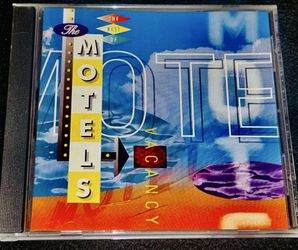 THE
BEST
OF
The
MOTELS
MOTE
VACANCY